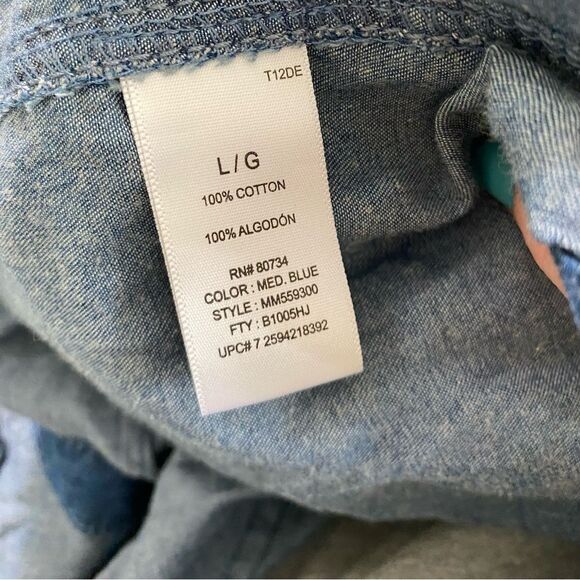 T12DE
L / G
100% COTTON
100% ALGODÓN
RN# 80734
COLOR : MED. BLUE
STYLE : MM559300
FTY : B1005HJ
UPC# 7 2594218392